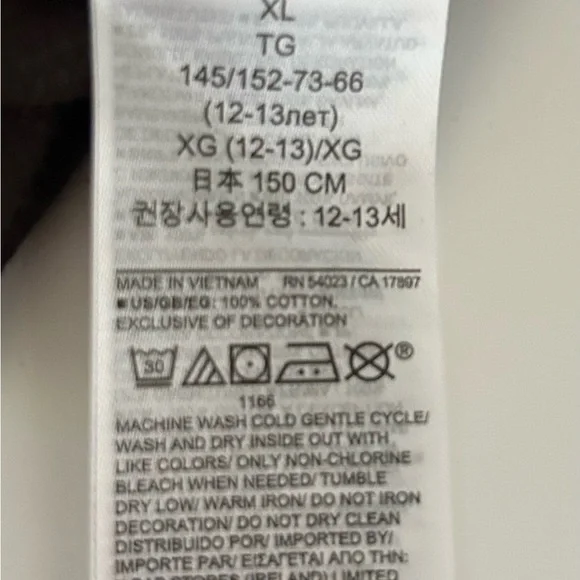 XL
TG
145/152-73-66
(12-13лет)
XG (12-13)/XG
日本 150 CM
권장사용연령 : 12-13세
MADE IN VIETNAM RN 54023 / CA 17897
■ US/GB/EG: 100% COTTON.
EXCLUSIVE OF DECORATION
30 ®
1166
MACHINE WASH COLD GENTLE CYCLE/
WASH AND DRY INSIDE OUT WITH
LIKE COLORS/ ONLY NON-CHLORINE
BLEACH WHEN NEEDED/ TUMBLE
DRY LOW/ WARM IRON/ DO NOT IRON
DECORATION/ DO NOT DRY CLEAN
DISTRIBUIDO POR/ IMPORTED BY/
IMPORTE PAR/ ΕΙΣΑΓΕΤΑΙ ΑΠΟ ΤΗΝ:
STORES (IRELAND) LIMITED